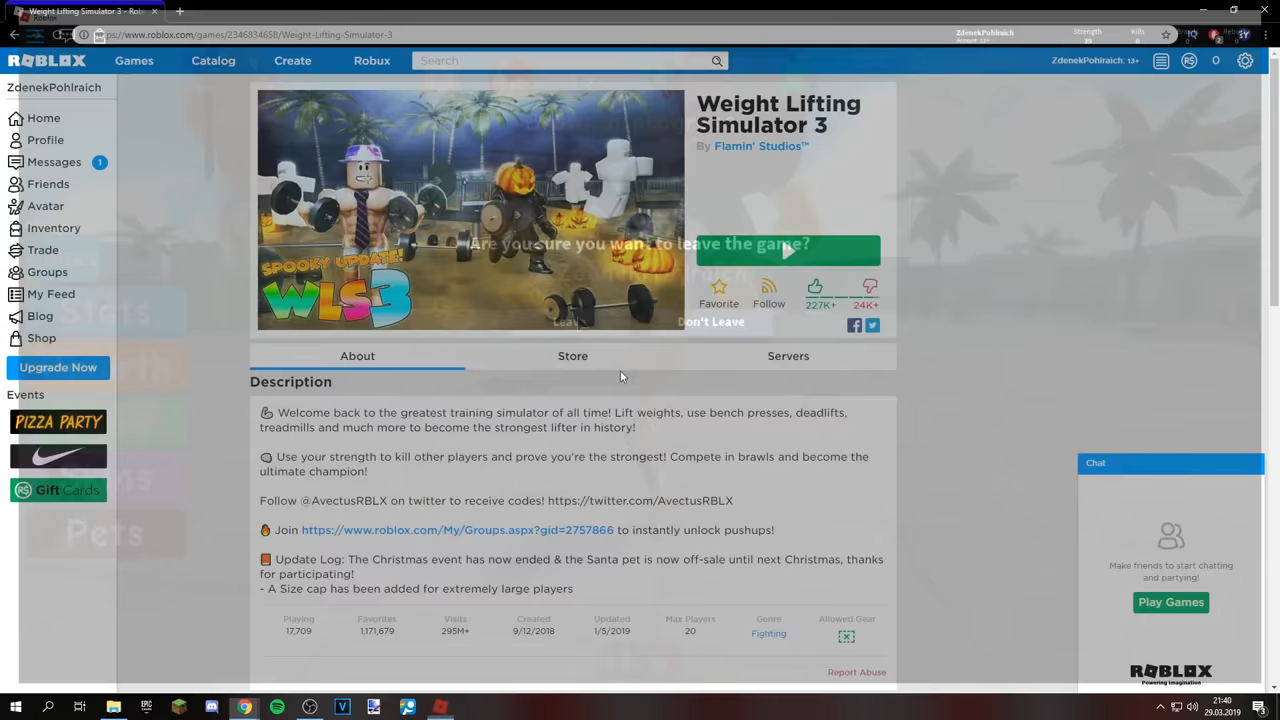 Weight Lifting Simulator 3 - Rob
Roblox
https://www.roblox.com/games/2346834658/Weight-Lifting-Simulator-3
ZdenekPohlraich
Account: 13+
Strength
39
Kills
0
ROBLOX
Games
Catalog
Create
Robux
Search
ZdenekPohlraich: 13+
0
ZdenekPohlraich
Home
Profile
Messages
1
Friends
Avatar
Inventory
Trade
Groups
My Feed
Blog
Shop
Upgrade Now
Events
PIZZA PARTY
Gift Cards
Pets
SPOOKY UPDATE!
WLS3
Weight Lifting
Simulator 3
By Flamin' Studios™
Are you sure you want to leave the game?
Leave
Don't Leave
Favorite
Follow
227K+
24K+
About
Store
Servers
Description
Welcome back to the greatest training simulator of all time! Lift weights, use bench presses, deadlifts,
treadmills and much more to become the strongest lifter in history!
Use your strength to kill other players and prove you're the strongest! Compete in brawls and become the
ultimate champion!
Follow @AvectusRBLX on twitter to receive codes! https://twitter.com/AvectusRBLX
Join https://www.roblox.com/My/Groups.aspx?gid=2757866 to instantly unlock pushups!
Update Log: The Christmas event has now ended & the Santa pet is now off-sale until next Christmas, thanks
for participating!
- A Size cap has been added for extremely large players
Playing
17,709
Favorites
1,171,679
Visits
295M+
Created
9/12/2018
Updated
1/5/2019
Max Players
20
Genre
Fighting
Allowed Gear
Report Abuse
Chat
Make friends to start chatting
and partying!
Play Games
ROBLOX
Powering Imagination
21:40
29.03.2019
3